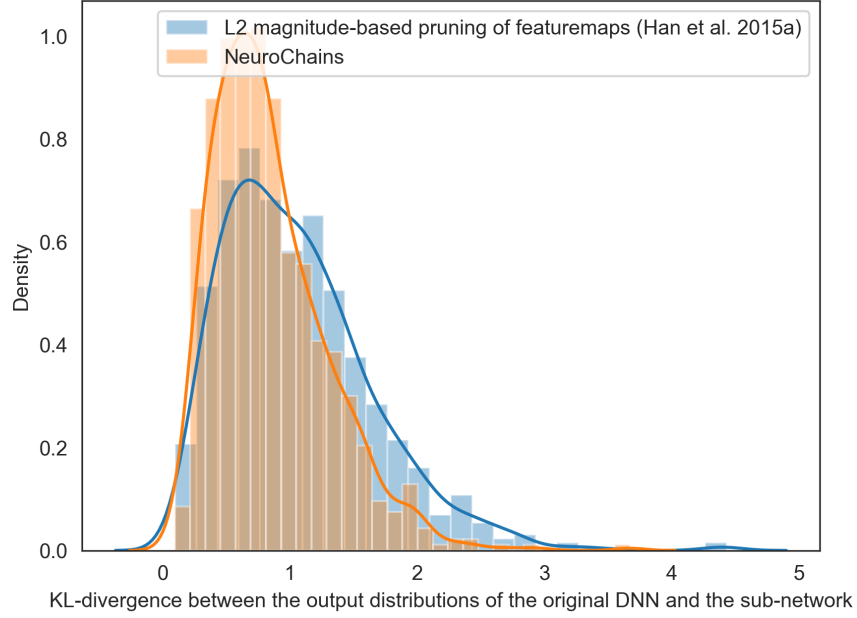 L2 magnitude-based pruning of featuremaps (Han et al. 2015a)
NeuroChains
1.0
0.8
0.6
0.4
0.2
0.0
Density
0 1 2 3 4 5
KL-divergence between the output distributions of the original DNN and the sub-network